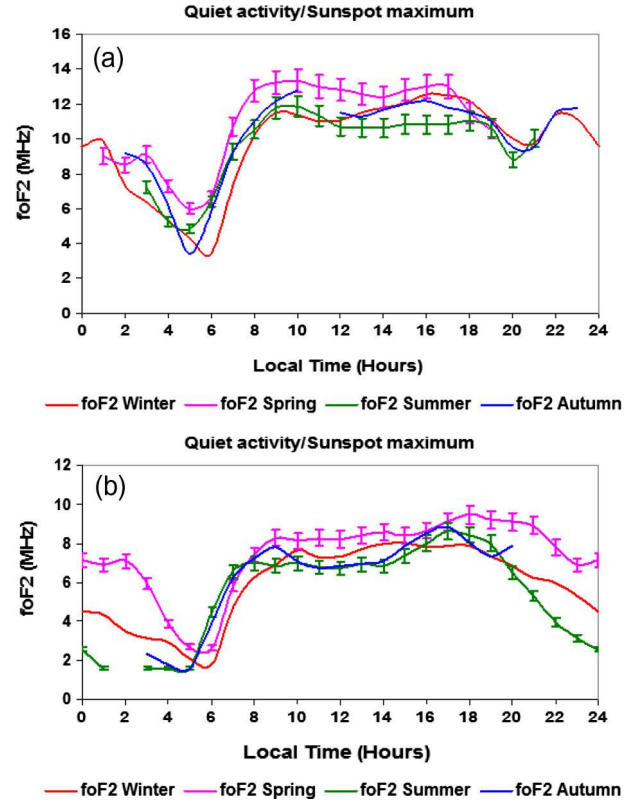 Quiet activity/Sunspot maximum
(a)
foF2 (MHz)
16
14
12
10
8
6
4
2
0
0 2 4 6 8 10 12 14 16 18 20 22 24
Local Time (Hours)
foF2 Winter foF2 Spring foF2 Summer foF2 Autumn
Quiet activity/Sunspot maximum
(b)
foF2 (MHz)
12
10
8
6
4
2
0
0 2 4 6 8 10 12 14 16 18 20 22 24
Local Time (Hours)
foF2 Winter foF2 Spring foF2 Summer foF2 Autumn